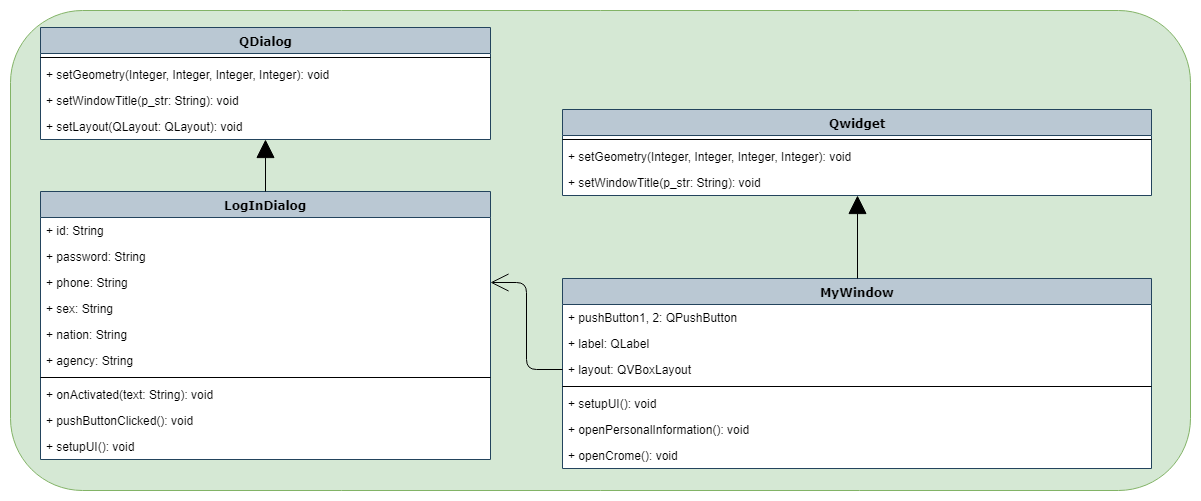 QDialog
+ setGeometry(Integer, Integer, Integer, Integer): void
+ setWindowTitle(p_str: String): void
+ setLayout(QLayout: QLayout): void
LogInDialog
+ id: String
+ password: String
+ phone: String
+ sex: String
+ nation: String
+ agency: String
+ onActivated(text: String): void
+ pushButtonClicked(): void
+ setupUI(): void
Qwidget
+ setGeometry(Integer, Integer, Integer, Integer): void
+ setWindowTitle(p_str: String): void
MyWindow
+ pushButton1, 2: QPushButton
+ label: QLabel
+ layout: QVBoxLayout
+ setupUI(): void
+ openPersonalInformation(): void
+ openCrome(): void